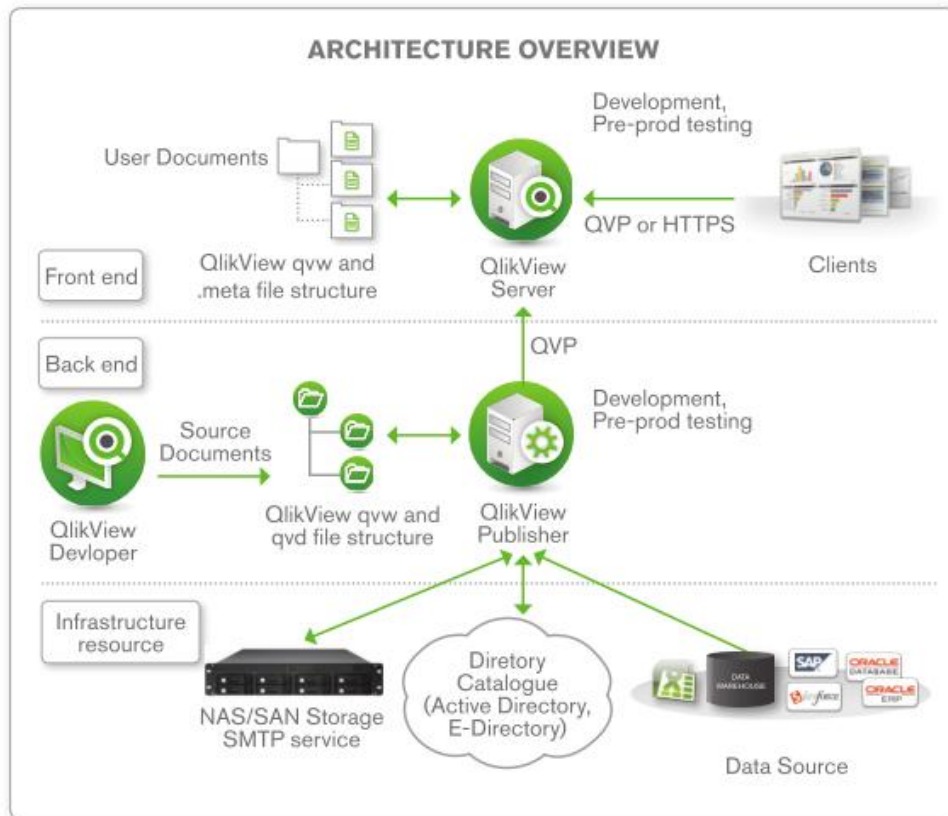 ARCHITECTURE OVERVIEW
Development,
Pre-prod testing
User Documents
QVP or HTTPS
Clients
QlikView qvw and
.meta file structure
QlikView
Server
Front end
QVP
Back end
Development,
Pre-prod testing
Source
Documents
QlikView
Devloper
QlikView qvw and
qvd file structure
QlikView
Publisher
Infrastructure
resource
NAS/SAN Storage
SMTP service
Diretory
Catalogue
(Active Directory,
E-Directory)
DATA
WAREHOUSE
SAP
ORACLE
DATABASE
ORACLE
ERP
Data Source